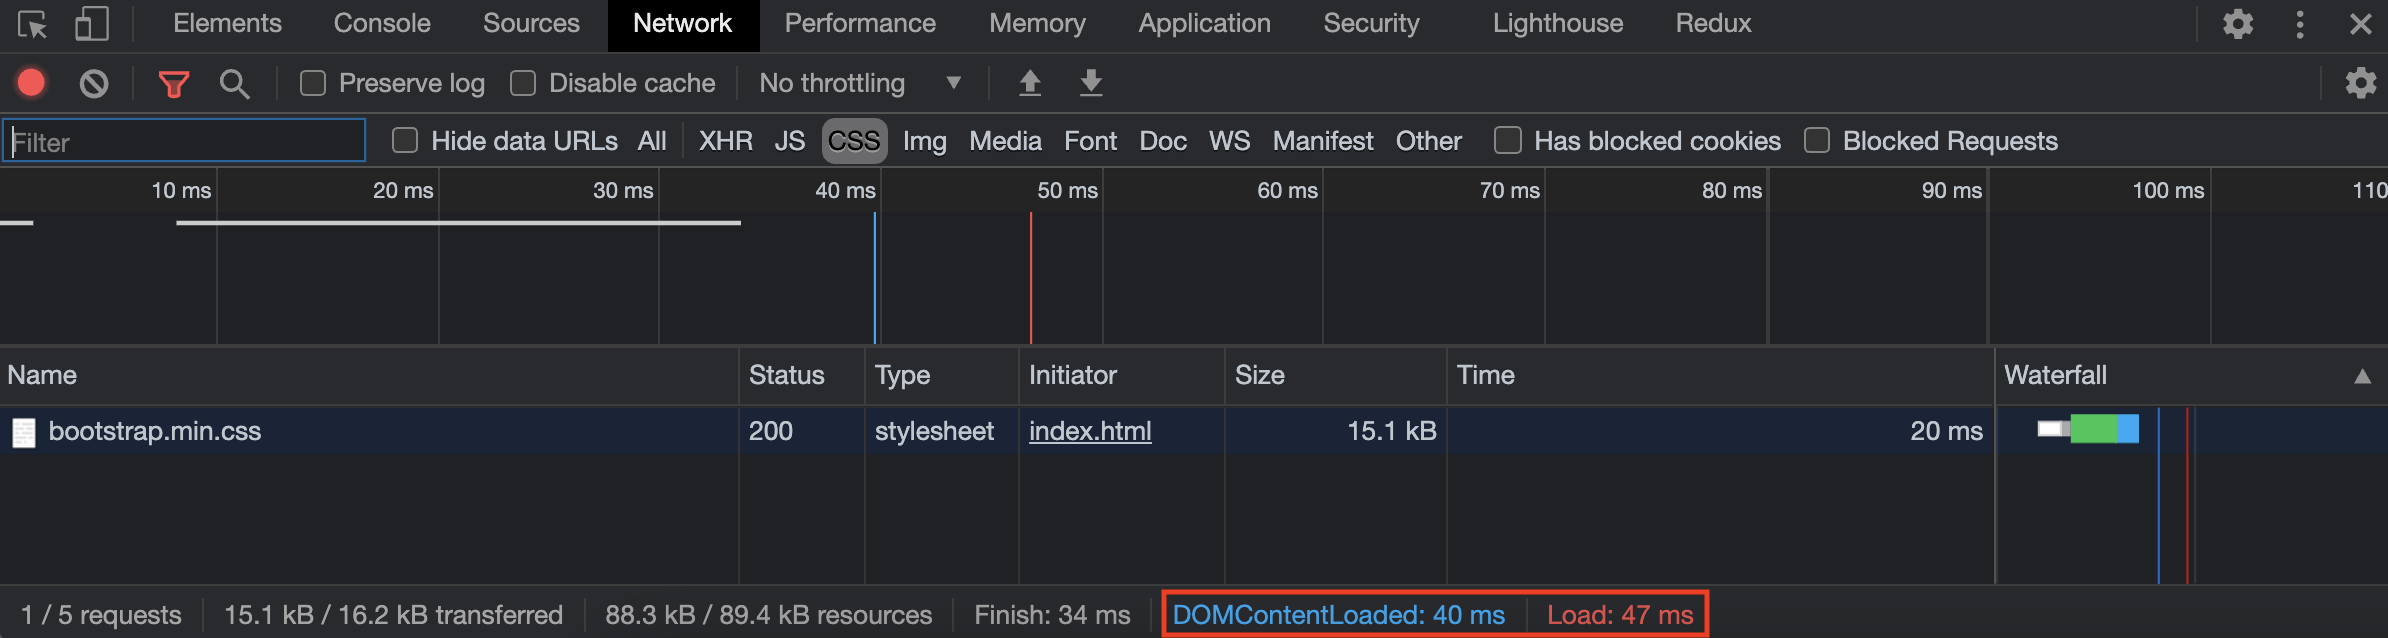 Elements Console Sources Network Performance Memory Application Security Lighthouse Redux
Preserve log Disable cache No throttling
Filter Hide data URLs All XHR JS CSS Img Media Font Doc WS Manifest Other Has blocked cookies Blocked Requests
10 ms 20 ms 30 ms 40 ms 50 ms 60 ms 70 ms 80 ms 90 ms 100 ms 110
Name Status Type Initiator Size Time Waterfall
bootstrap.min.css 200 stylesheet index.html 15.1 kB 20 ms
1 / 5 requests 15.1 kB / 16.2 kB transferred 88.3 kB / 89.4 kB resources Finish: 34 ms DOMContentLoaded: 40 ms Load: 47 ms